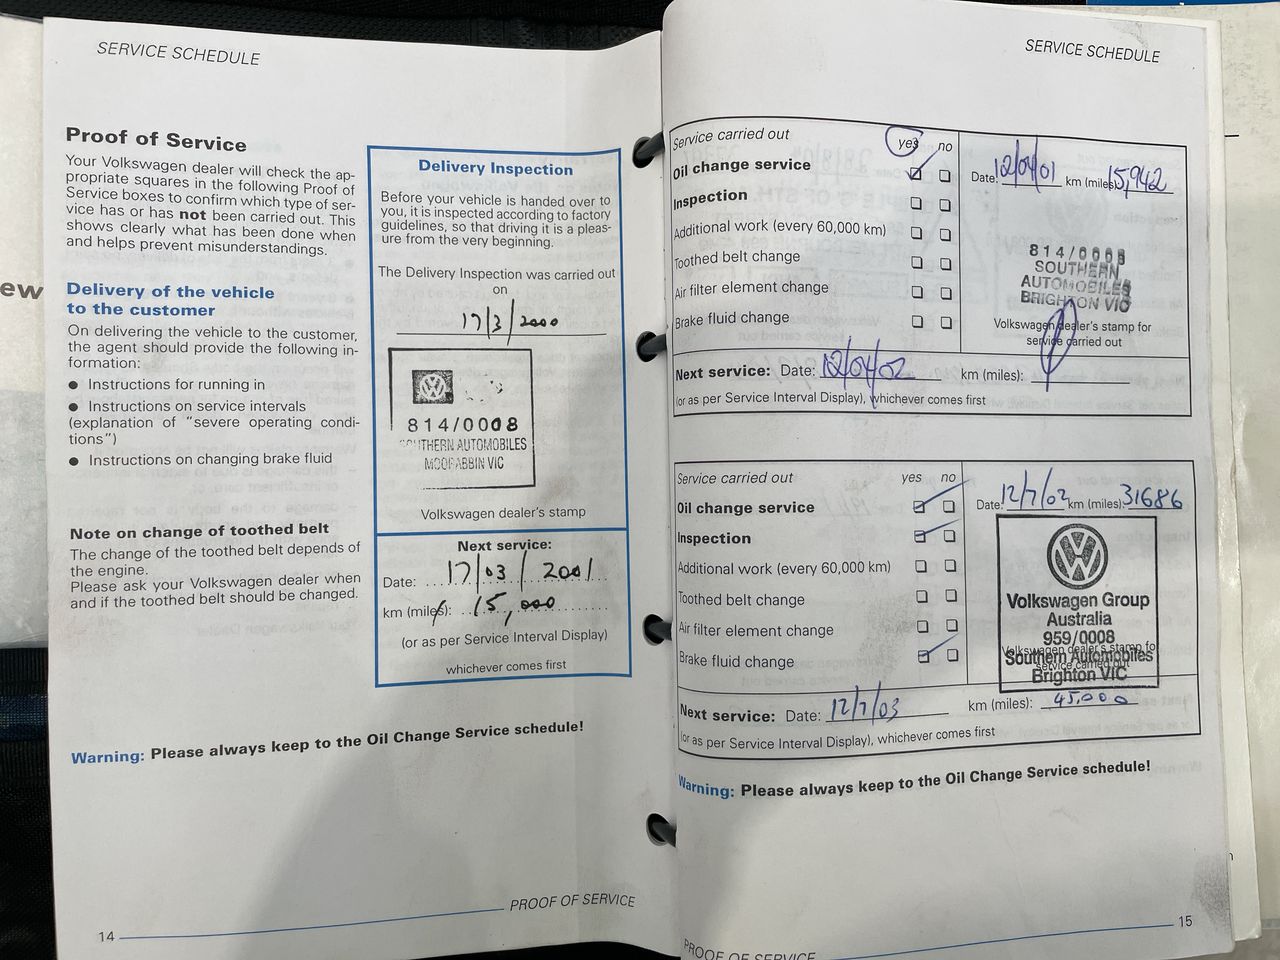 SERVICE SCHEDULE
Proof of Service
Your Volkswagen dealer will check the ap-
propriate squares in the following Proof of
Service boxes to confirm which type of ser-
vice has or has not been carried out. This
shows clearly what has been done when
and helps prevent misunderstandings.
Delivery of the vehicle
to the customer
On delivering the vehicle to the customer,
the agent should provide the following in-
formation:
● Instructions for running in
● Instructions on service intervals
(explanation of “severe operating condi-
tions”)
● Instructions on changing brake fluid
Note on change of toothed belt
The change of the toothed belt depends of
the engine.
Please ask your Volkswagen dealer when
and if the toothed belt should be changed.
Delivery Inspection
Before your vehicle is handed over to
you, it is inspected according to factory
guidelines, so that driving it is a pleas-
ure from the very beginning.
The Delivery Inspection was carried out
on
17/3/2000
814/0008
SOUTHERN AUTOMOBILES
MOORABBIN VIC
Volkswagen dealer's stamp
Next service:
Date: 17/03/2001
km (miles): 15,000
(or as per Service Interval Display)
whichever comes first
Warning: Please always keep to the Oil Change Service schedule!
PROOF OF SERVICE
14
ew
SERVICE SCHEDULE
Service carried out yes no
Oil change service
Inspection
Additional work (every 60,000 km)
Toothed belt change
Air filter element change
Brake fluid change
Date: 12/04/01 km (miles): 15,942
814/0008
SOUTHERN
AUTOMOBILES
BRIGHTON VIC
Volkswagen dealer's stamp for
service carried out
Next service: Date: 12/04/02 km (miles):
(or as per Service Interval Display), whichever comes first
Service carried out yes no
Oil change service
Inspection
Additional work (every 60,000 km)
Toothed belt change
Air filter element change
Brake fluid change
Date: 12/7/02 km (miles): 31686
Volkswagen Group
Australia
959/0008
Volkswagen dealer's stamp for
Southern Automobiles
service carried out
Brighton VIC
Next service: Date: 12/7/03 km (miles): 45,000
(or as per Service Interval Display), whichever comes first
Warning: Please always keep to the Oil Change Service schedule!
15
PROOF OF SERVICE